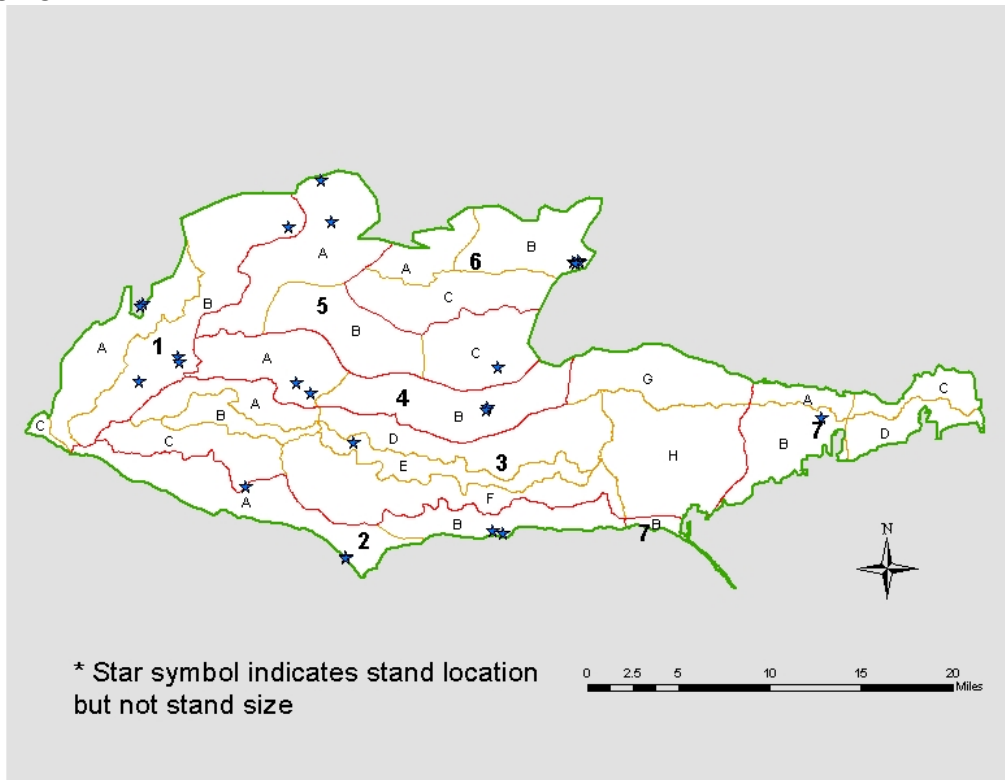 A
B
6
A
C
5
B
B
A
1
A
C
G
C
A
4
A
B
B
7
C
D
D
B
C
3
E
H
F
A
B
2
B
7
N
* Star symbol indicates stand location
but not stand size
0 2.5 5 10 15 20
Miles